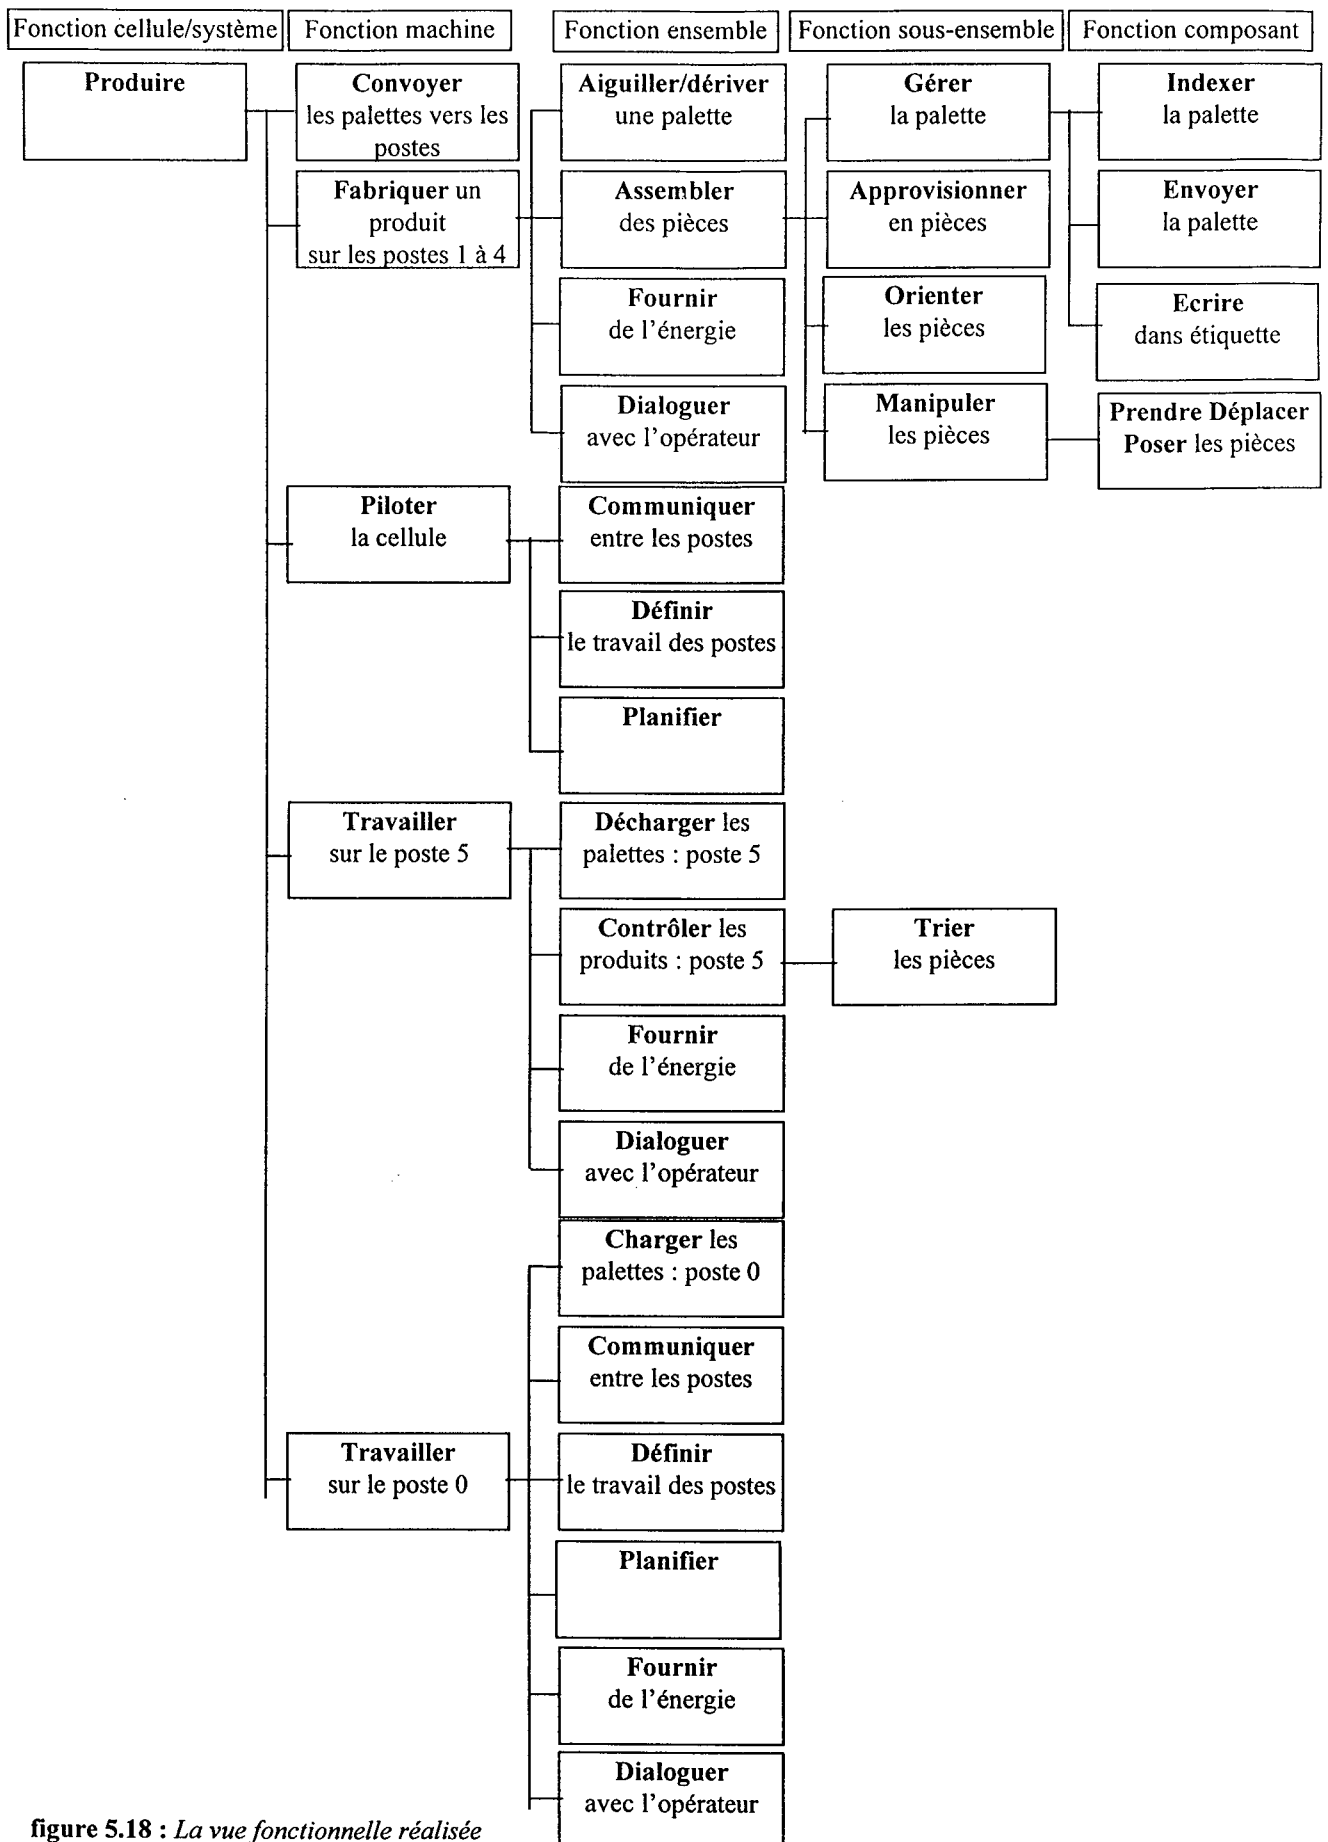 Fonction cellule/système
Fonction machine
Fonction ensemble
Fonction sous-ensemble
Fonction composant
Produire
Convoyer
les palettes vers les
postes
Fabriquer un
produit
sur les postes 1 à 4
Aiguiller/dériver
une palette
Assembler
des pièces
Fournir
de l'énergie
Dialoguer
avec l'opérateur
Gérer
la palette
Approvisionner
en pièces
Orienter
les pièces
Manipuler
les pièces
Indexer
la palette
Envoyer
la palette
Ecrire
dans étiquette
Prendre Déplacer
Poser les pièces
Piloter
la cellule
Communiquer
entre les postes
Définir
le travail des postes
Planifier
Travailler
sur le poste 5
Décharger les
palettes : poste 5
Contrôler les
produits : poste 5
Trier
les pièces
Fournir
de l'énergie
Dialoguer
avec l'opérateur
Charger les
palettes : poste 0
Communiquer
entre les postes
Travailler
sur le poste 0
Définir
le travail des postes
Planifier
Fournir
de l'énergie
Dialoguer
avec l'opérateur
figure 5.18 : La vue fonctionnelle réalisée